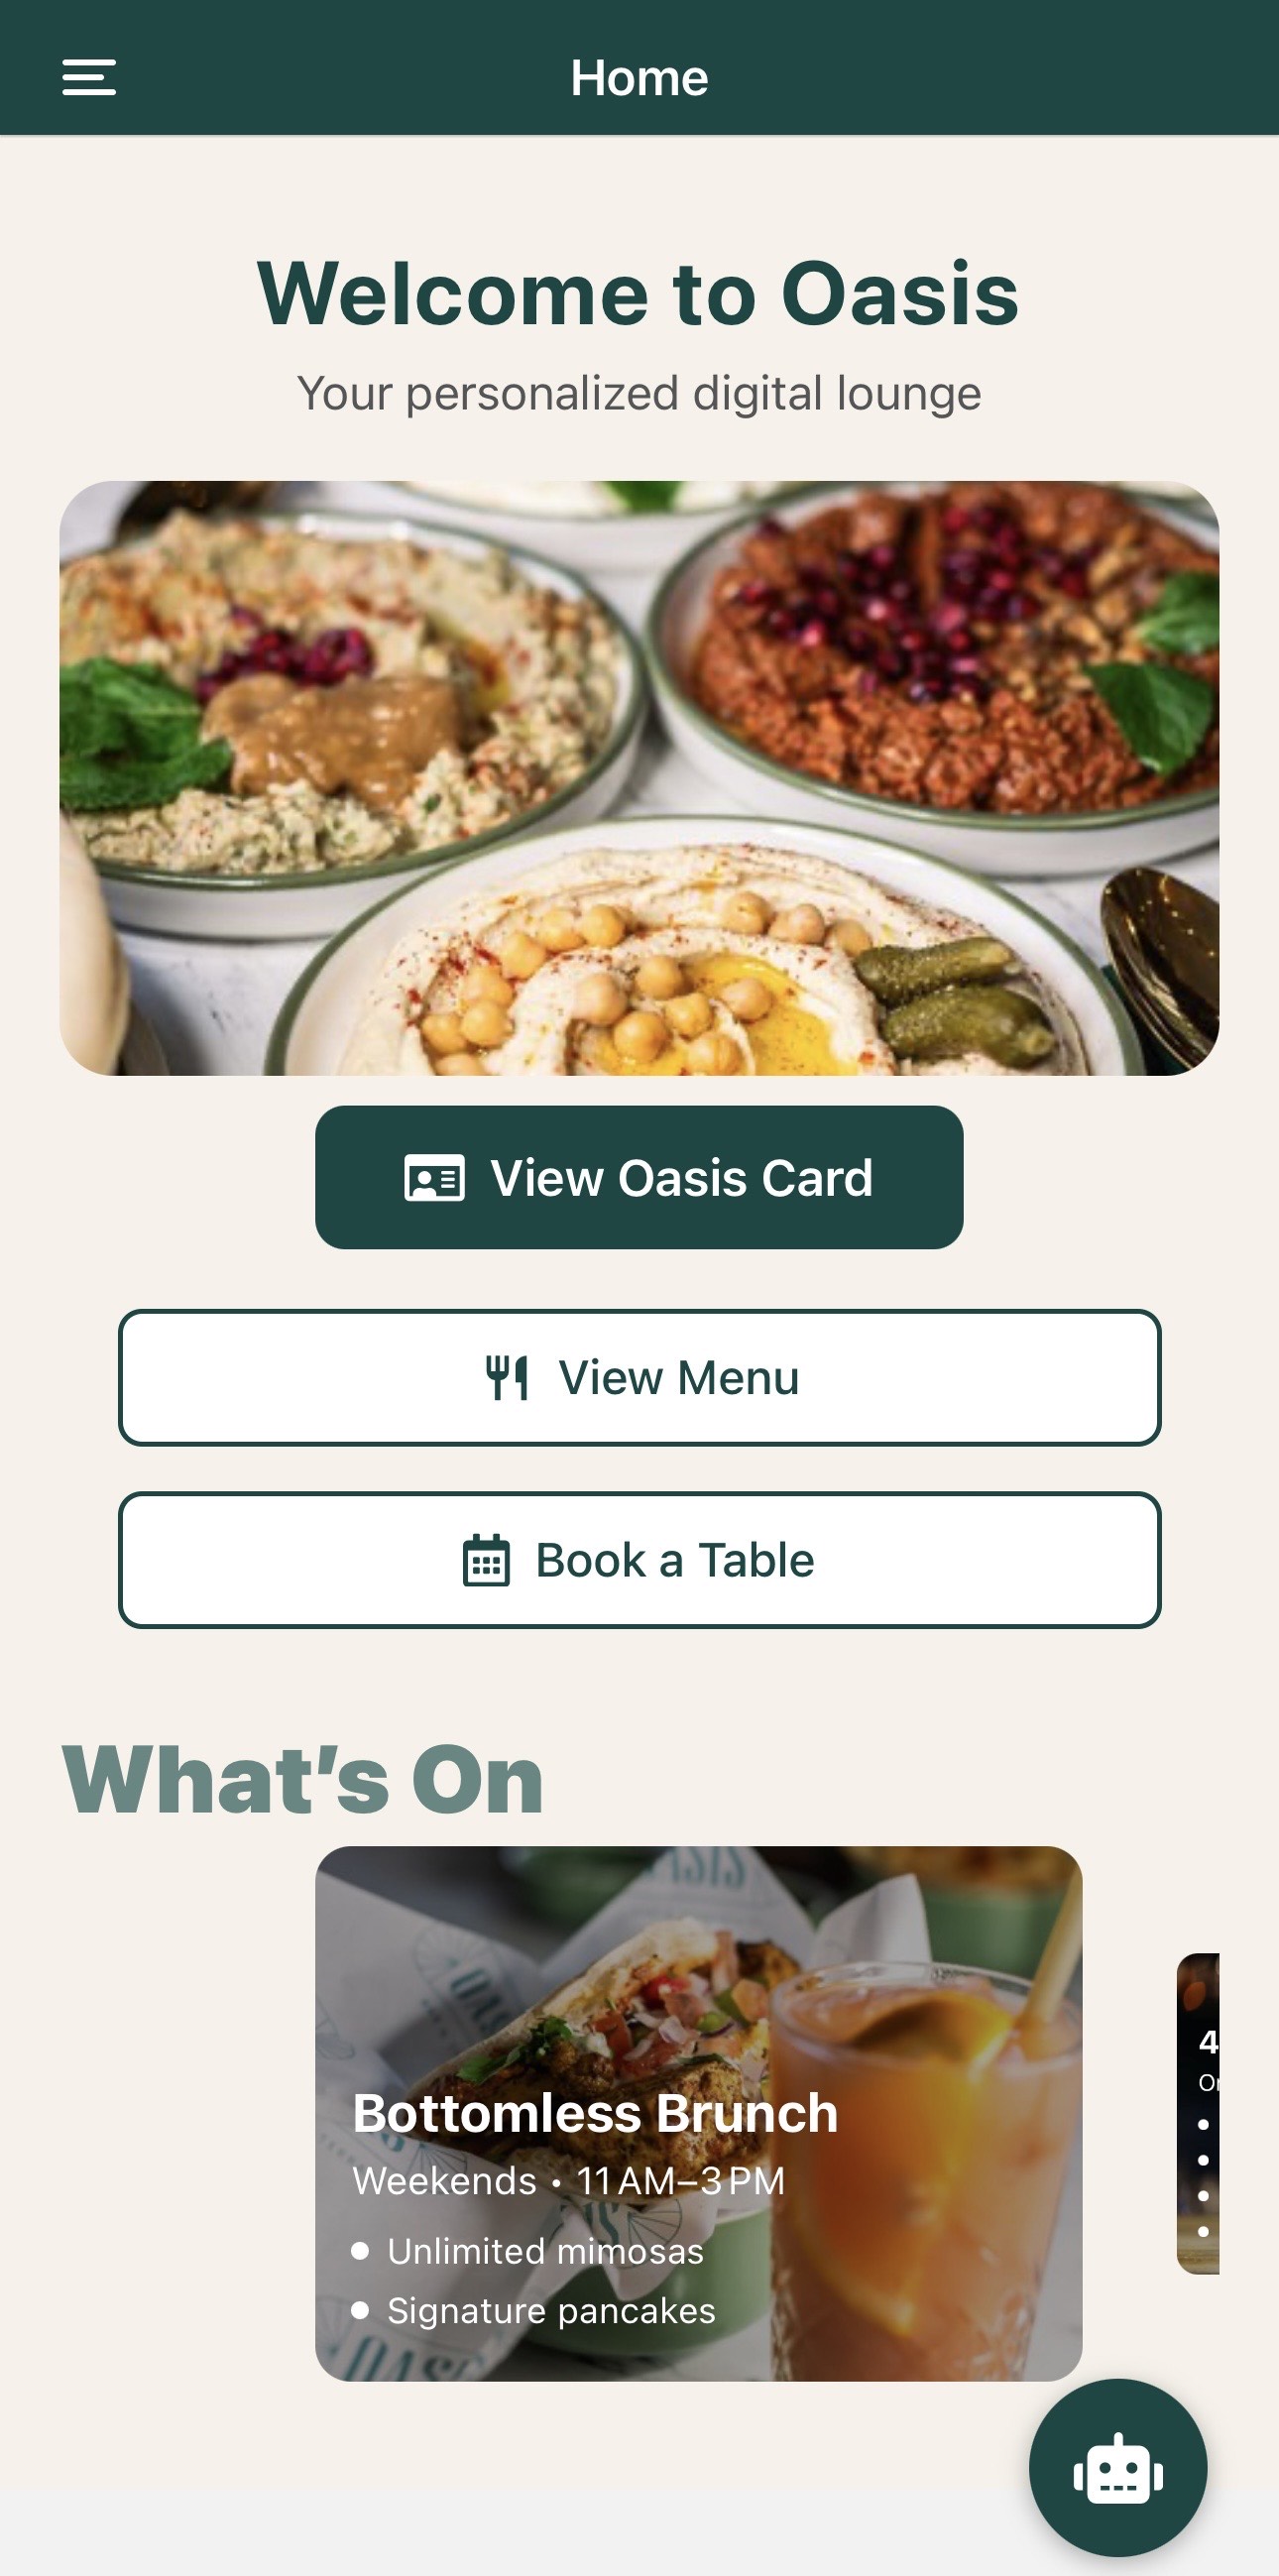 Home
Welcome to Oasis
Your personalized digital lounge
View Oasis Card
View Menu
Book a Table
What's On
Bottomless Brunch
Weekends • 11 AM–3 PM
• Unlimited mimosas
• Signature pancakes
4